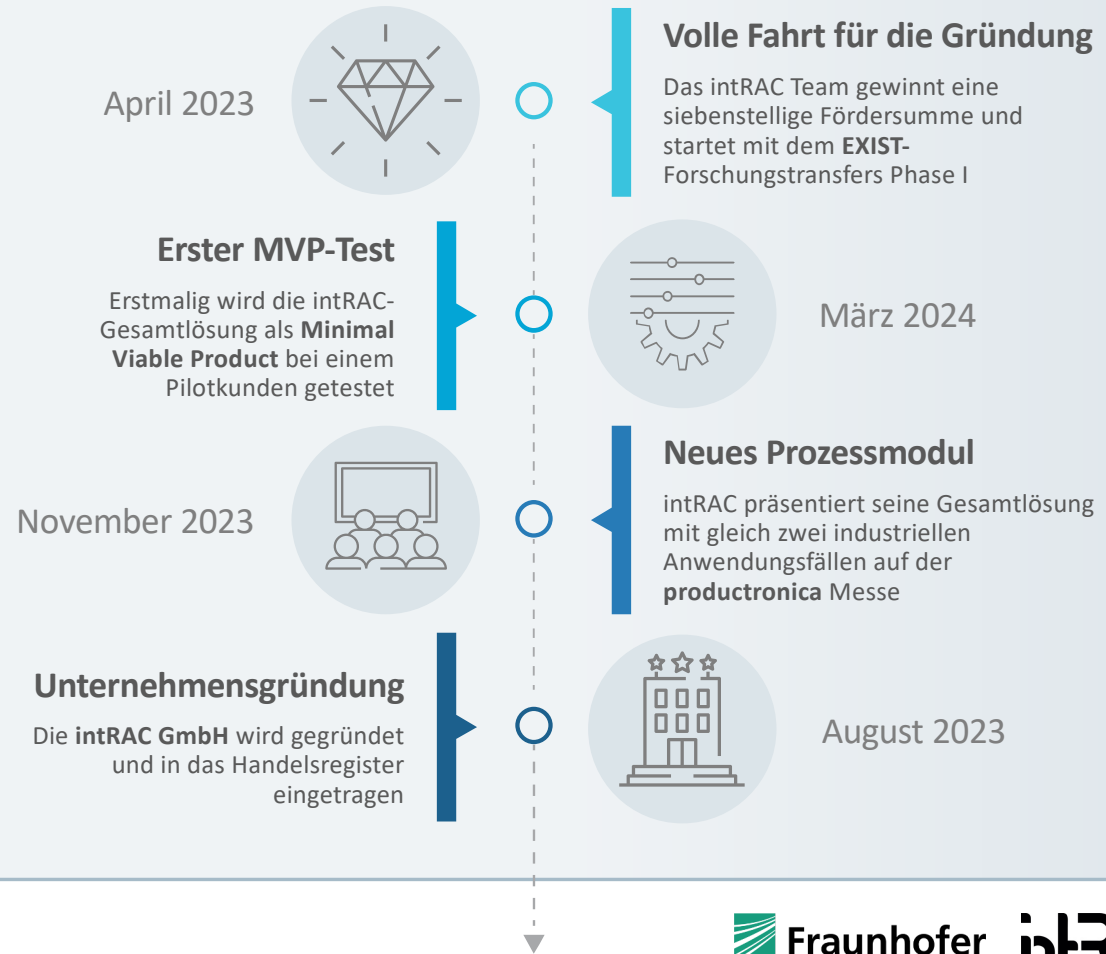 April 2023
Volle Fahrt für die Gründung
Das intRAC Team gewinnt eine
siebenstellige Fördersumme und
startet mit dem EXIST-
Forschungstransfers Phase I
Erster MVP-Test
Erstmalig wird die intRAC-
Gesamtlösung als Minimal
Viable Product bei einem
Pilotkunden getestet
März 2024
November 2023
Neues Prozessmodul
intRAC präsentiert seine Gesamtlösung
mit gleich zwei industriellen
Anwendungsfällen auf der
productronica Messe
Unternehmensgründung
Die intRAC GmbH wird gegründet
und in das Handelsregister
eingetragen
August 2023
Fraunhofer